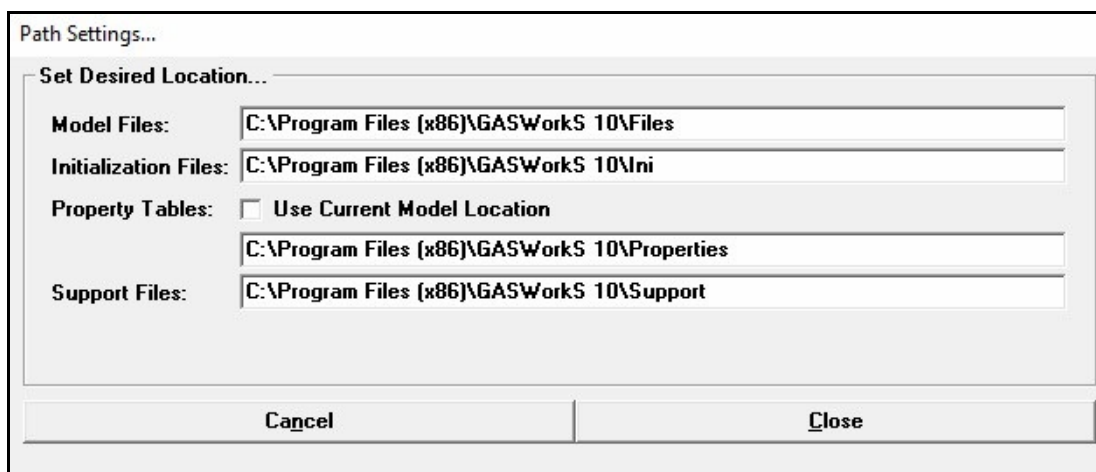 Path Settings...
Set Desired Location...
Model Files: C:\Program Files (x86)\GASWorkS 10\Files
Initialization Files: C:\Program Files (x86)\GASWorkS 10\Ini
Property Tables: Use Current Model Location
C:\Program Files (x86)\GASWorkS 10\Properties
Support Files: C:\Program Files (x86)\GASWorkS 10\Support
Cancel Close